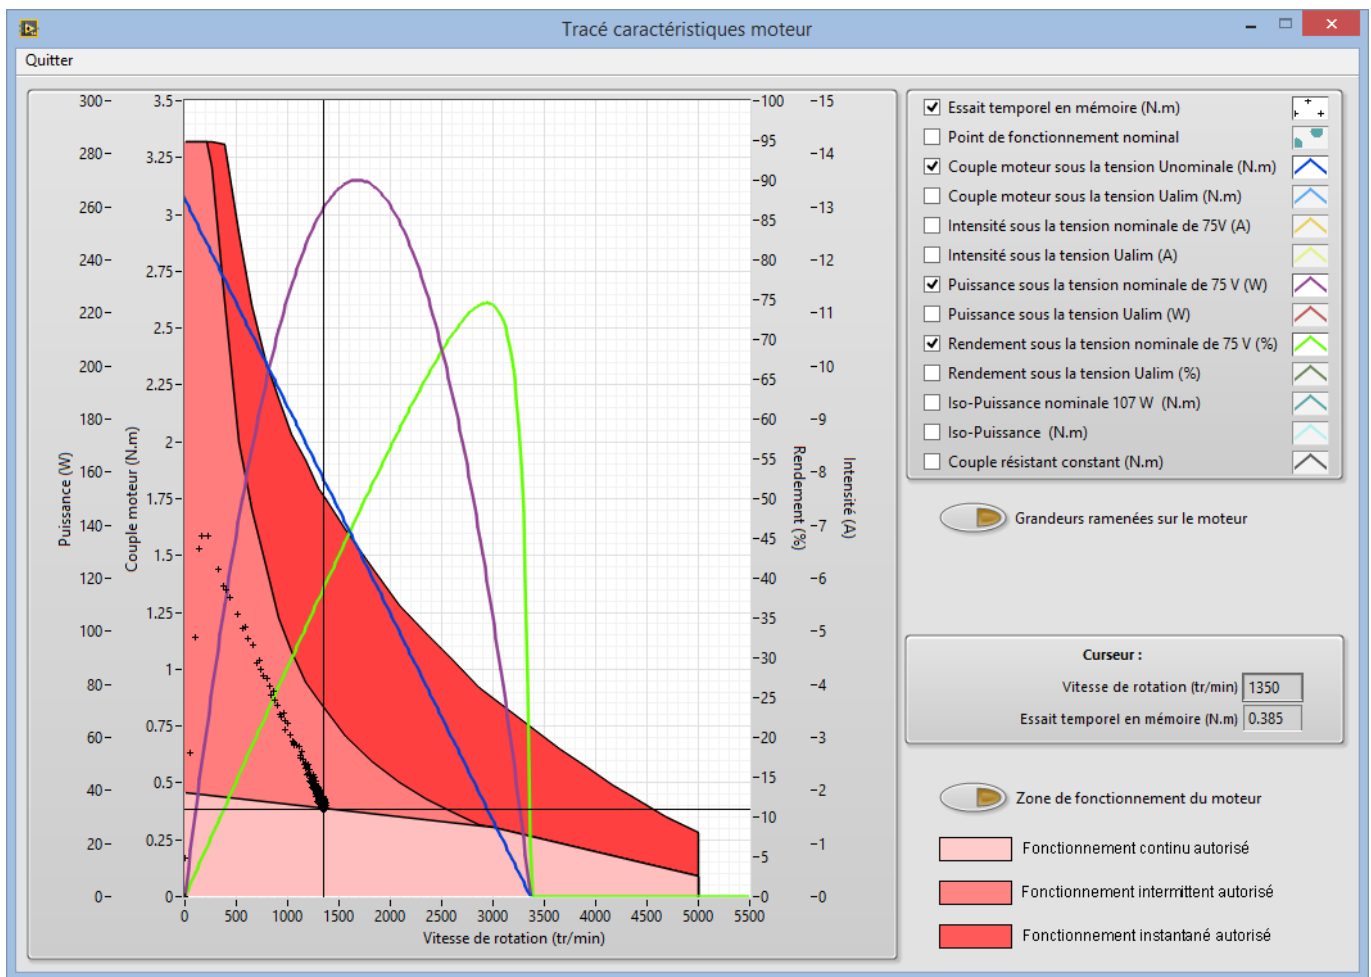 Tracé caractéristiques moteur
Quitter
300 3.5 100 15
280 3.25 95 14
90
260 3 85 13
240 2.75 80 12
220 2.5 75 11
70
200 2.25 65 10
180 2 60 9
160 1.75 55 8
50
140 1.5 45 7
120 1.25 40 6
100 1 35 5
30
80 0.75 25 4
60 0.5 20 3
15
40 0.25 10 2
20 5 1
0 0 0 0
Puissance (W)
Couple moteur (N.m)
Rendement (%)
Intensité (A)
0 500 1000 1500 2000 2500 3000 3500 4000 4500 5000 5500
Vitesse de rotation (tr/min)
Essait temporel en mémoire (N.m)
Point de fonctionnement nominal
Couple moteur sous la tension Unominale (N.m)
Couple moteur sous la tension Ualim (N.m)
Intensité sous la tension nominale de 75V (A)
Intensité sous la tension Ualim (A)
Puissance sous la tension nominale de 75 V (W)
Puissance sous la tension Ualim (W)
Rendement sous la tension nominale de 75 V (%)
Rendement sous la tension Ualim (%)
Iso-Puissance nominale 107 W (N.m)
Iso-Puissance (N.m)
Couple résistant constant (N.m)
Grandeurs ramenées sur le moteur
Curseur :
Vitesse de rotation (tr/min) 1350
Essait temporel en mémoire (N.m) 0.385
Zone de fonctionnement du moteur
Fonctionnement continu autorisé
Fonctionnement intermittent autorisé
Fonctionnement instantané autorisé